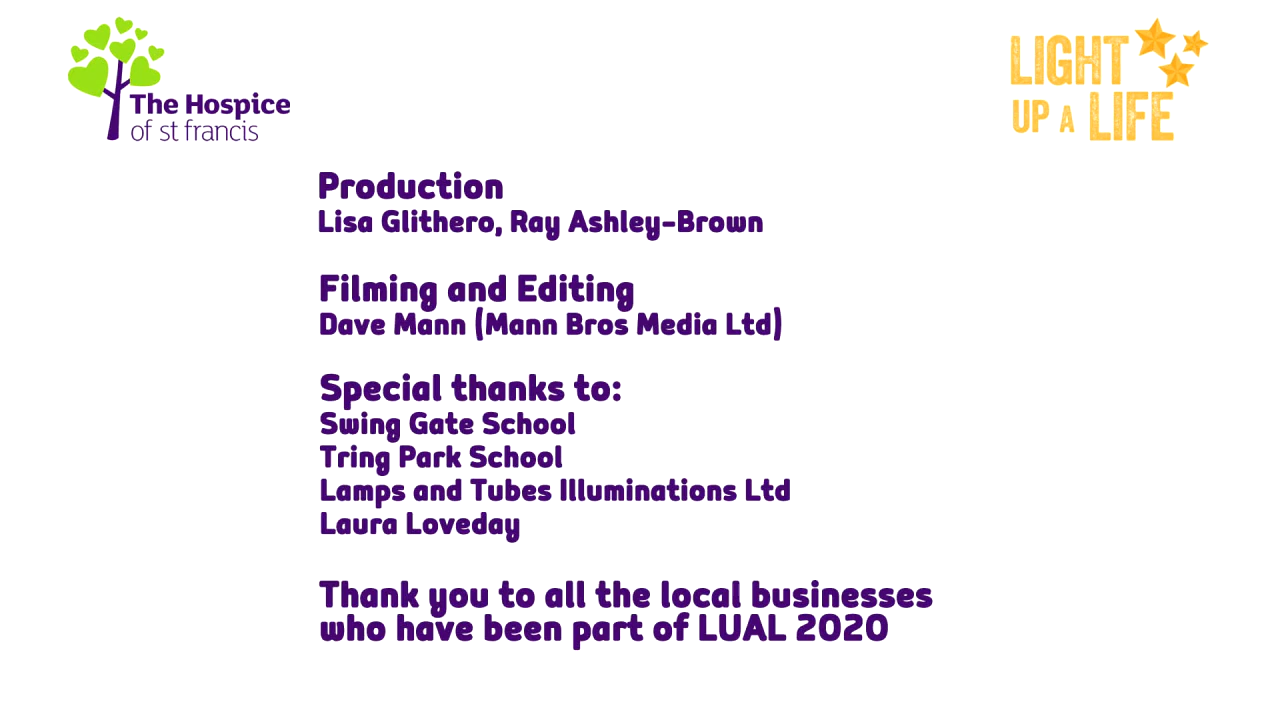 The Hospice
of st francis
LIGHT
UP A LIFE
Production
Lisa Glithero, Ray Ashley-Brown
Filming and Editing
Dave Mann (Mann Bros Media Ltd)
Special thanks to:
Swing Gate School
Tring Park School
Lamps and Tubes Illuminations Ltd
Laura Loveday
Thank you to all the local businesses
who have been part of LUAL 2020